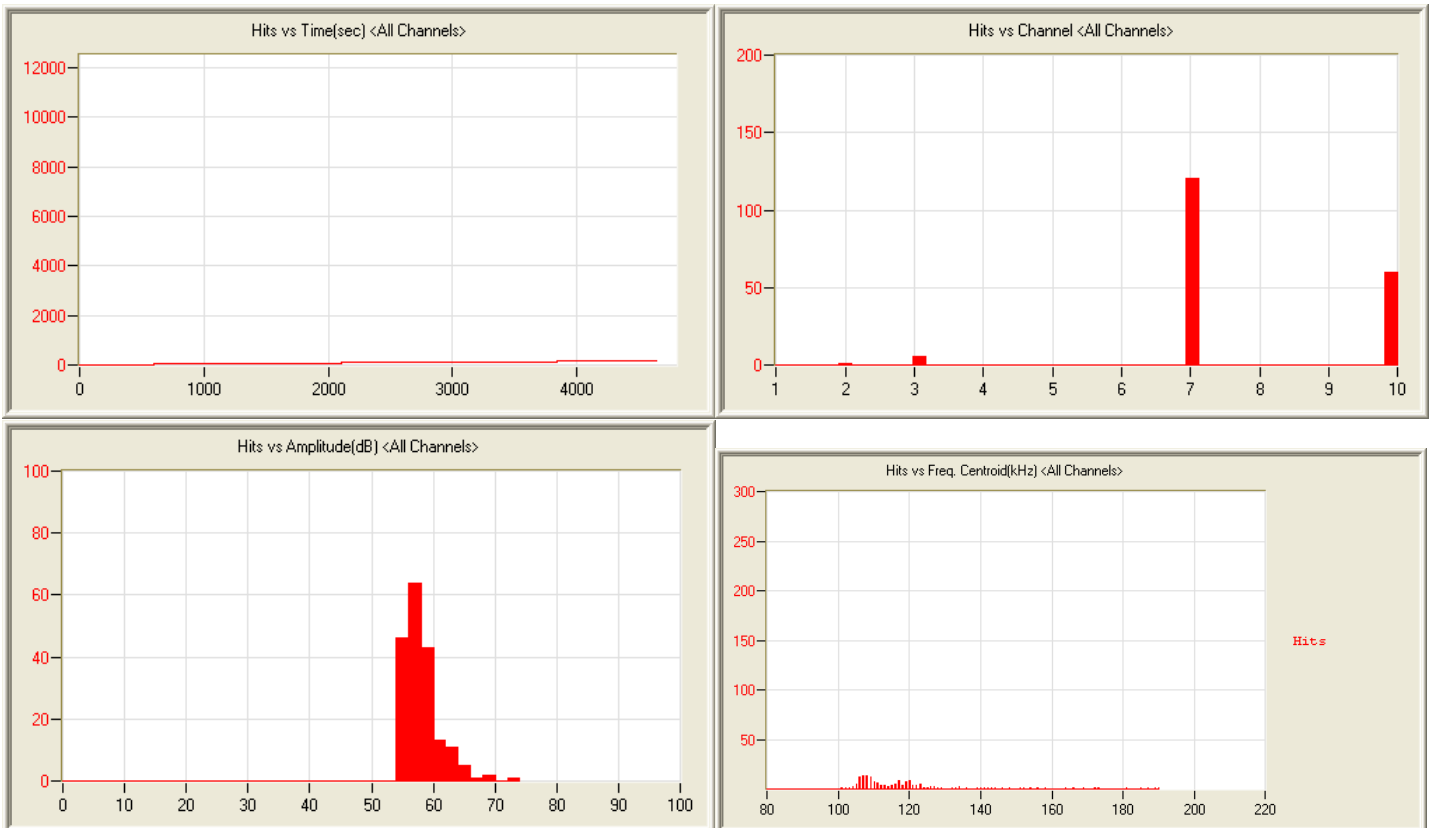 Hits vs Time(sec) <All Channels>
12000
10000
8000
6000
4000
2000
0
0 1000 2000 3000 4000
Hits vs Channel <All Channels>
200
150
100
50
0
1 2 3 4 5 6 7 8 9 10
Hits vs Amplitude(dB) <All Channels>
100
80
60
40
20
0
0 10 20 30 40 50 60 70 80 90 100
Hits vs Freq. Centroid(kHz) <All Channels>
300
250
200
150
100
50
80 100 120 140 160 180 200 220
Hits